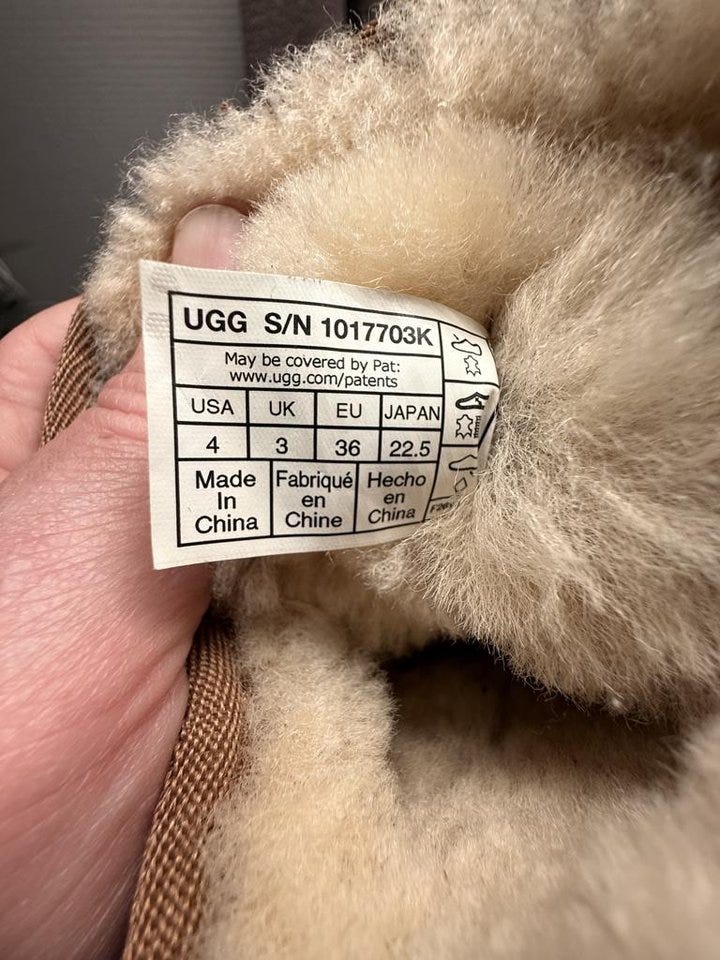 UGG S/N 1017703K
May be covered by Pat:
www.ugg.com/patents
USA UK EU JAPAN
4 3 36 22.5
Made In China
Fabriqué en Chine
Hecho en China